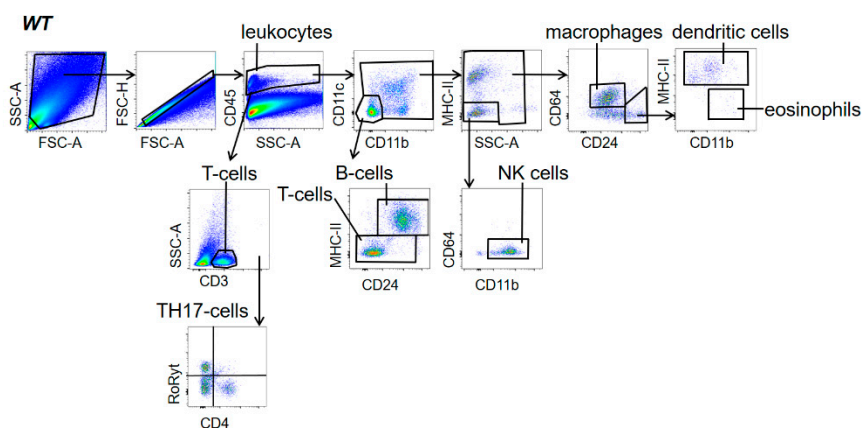 WT
leukocytes
macrophages
dendritic cells
SSC-A
FSC-A
FSC-H
FSC-A
CD45
SSC-A
CD11c
CD11b
MHC-II
SSC-A
CD64
CD24
MHC-II
CD11b
eosinophils
T-cells
SSC-A
CD3
T-cells
B-cells
MHC-II
CD24
NK cells
CD64
CD11b
TH17-cells
RoRyt
CD4